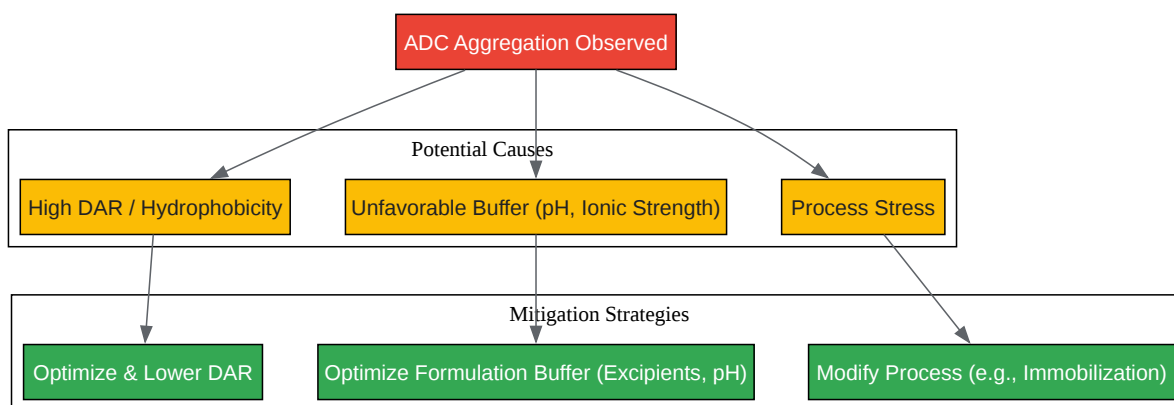 ADC Aggregation Observed
Potential Causes
High DAR / Hydrophobicity
Unfavorable Buffer (pH, Ionic Strength)
Process Stress
Mitigation Strategies
Optimize & Lower DAR
Optimize Formulation Buffer (Excipients, pH)
Modify Process (e.g., Immobilization)